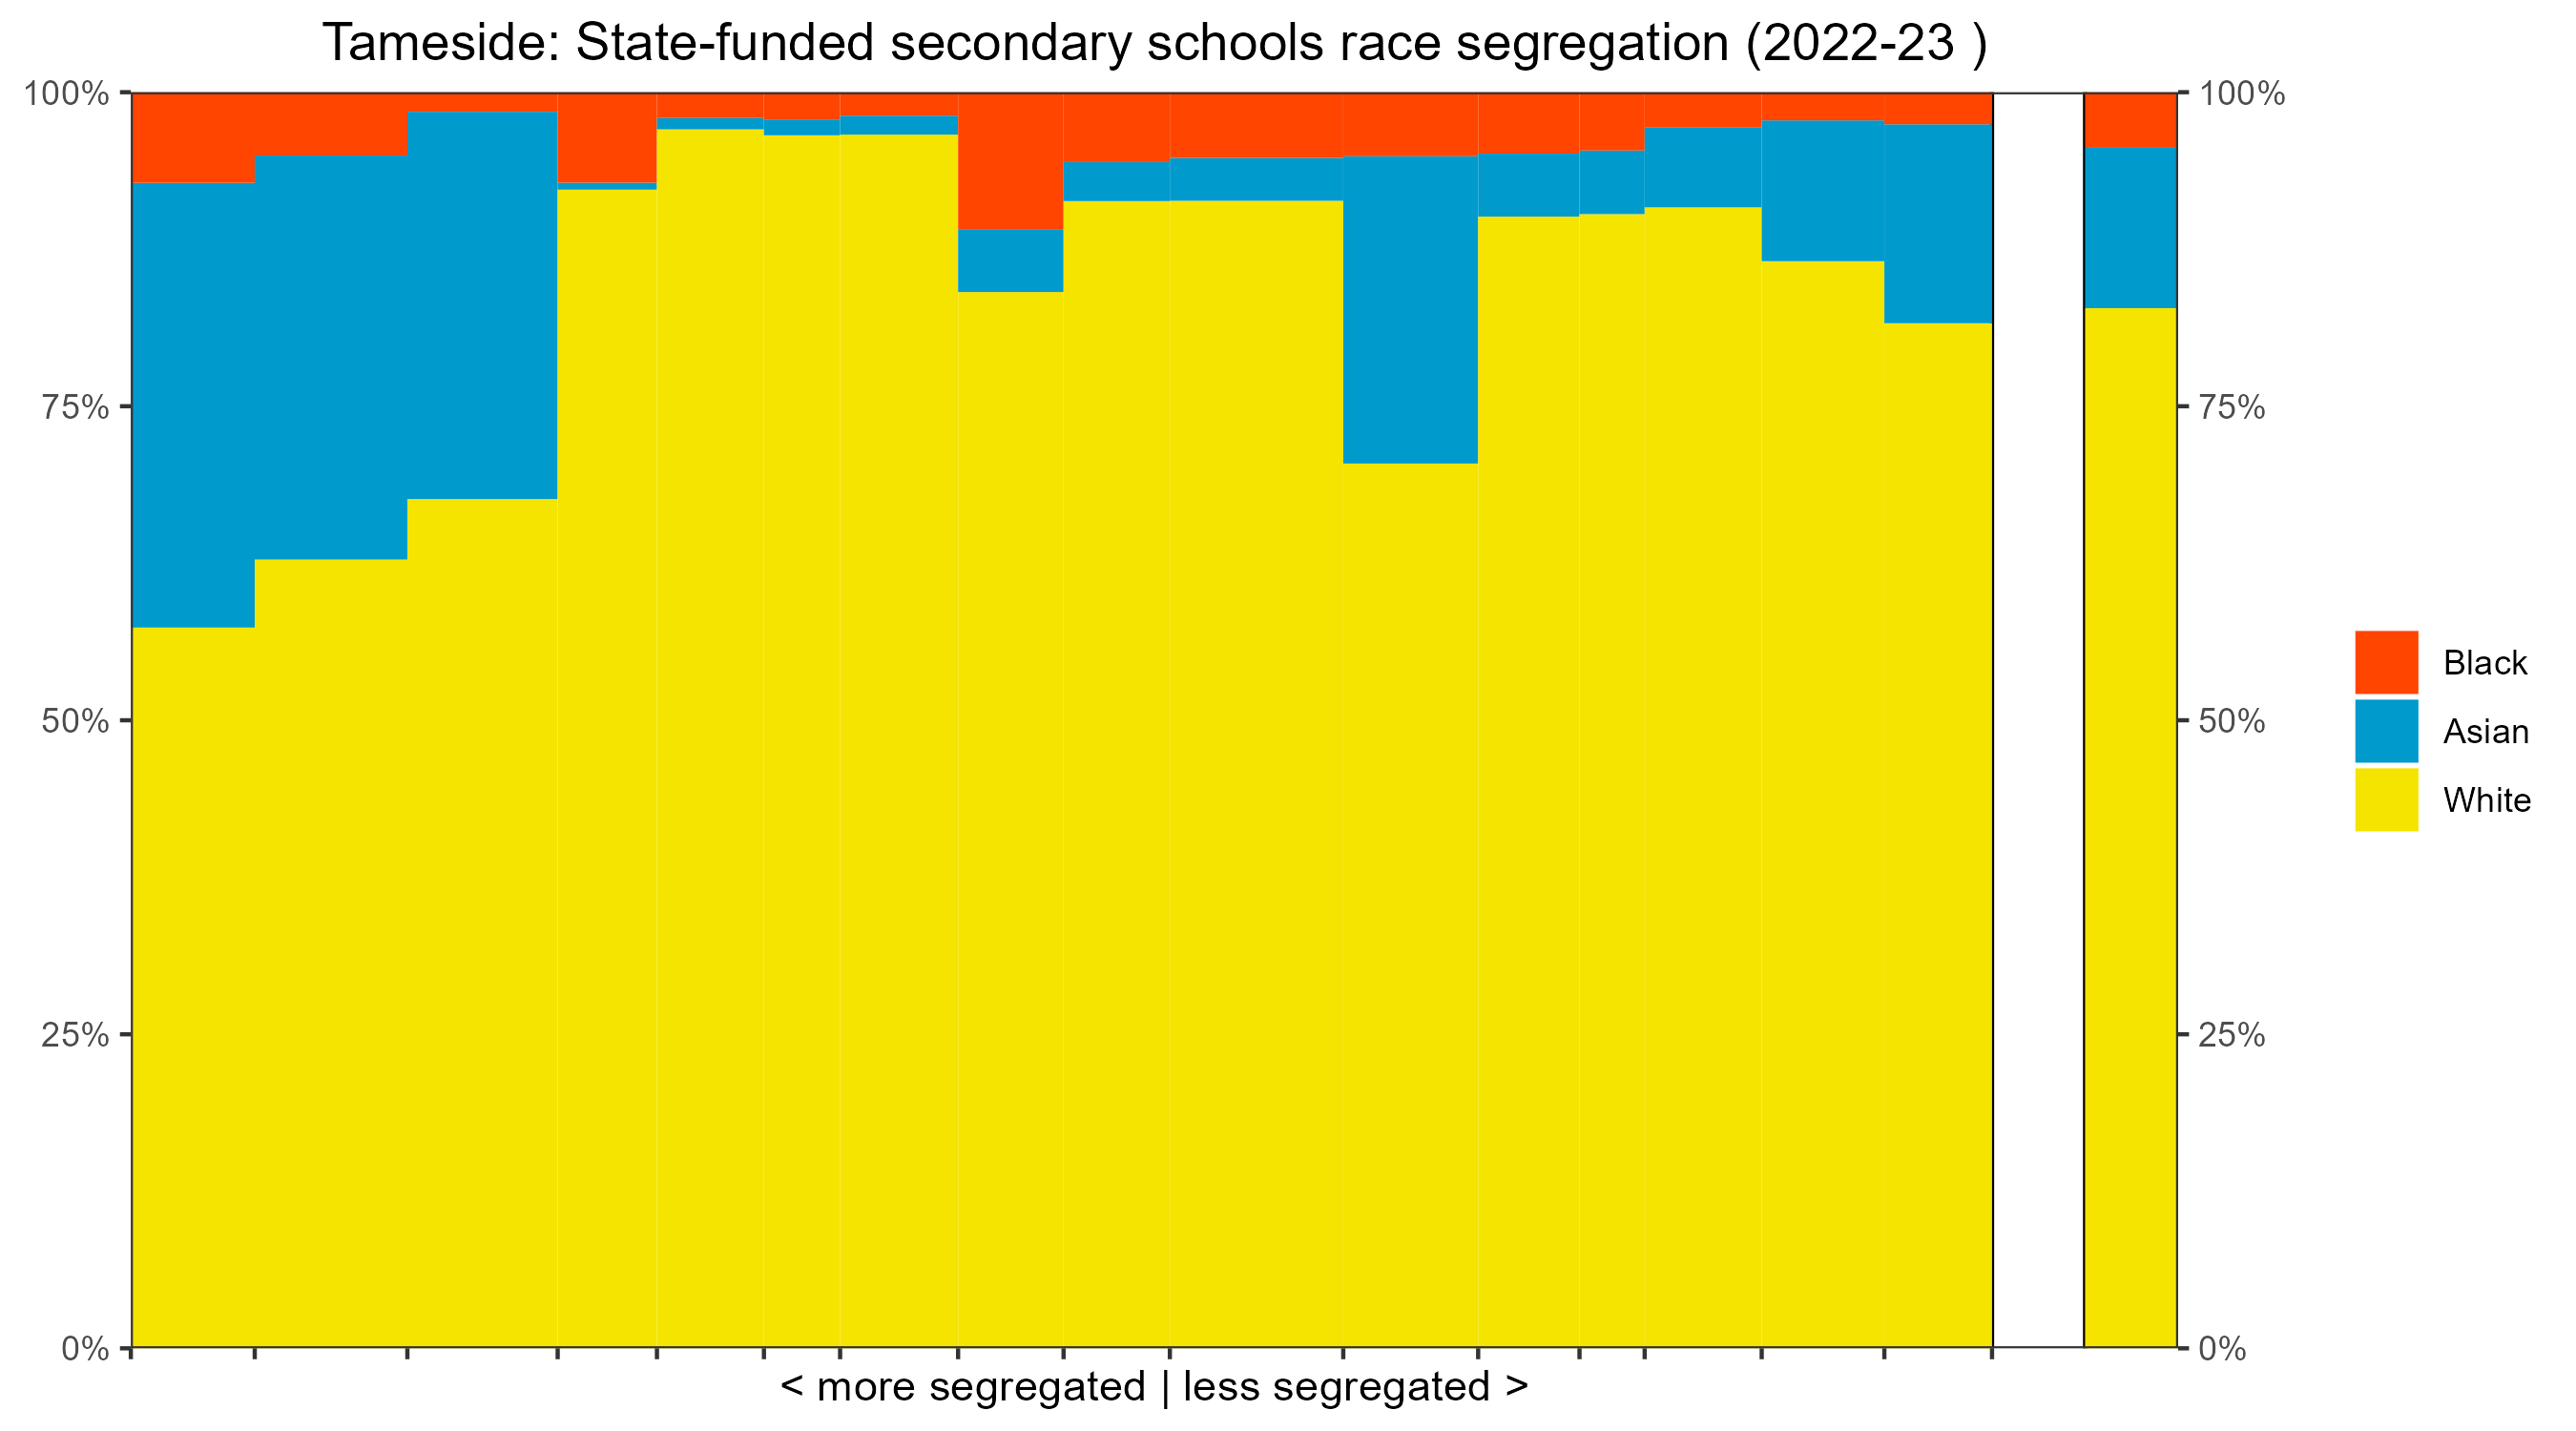 Tameside: State-funded secondary schools race segregation (2022-23 )
100%
75%
50%
25%
0%
100%
75%
50%
25%
0%
Black
Asian
White
< more segregated | less segregated >